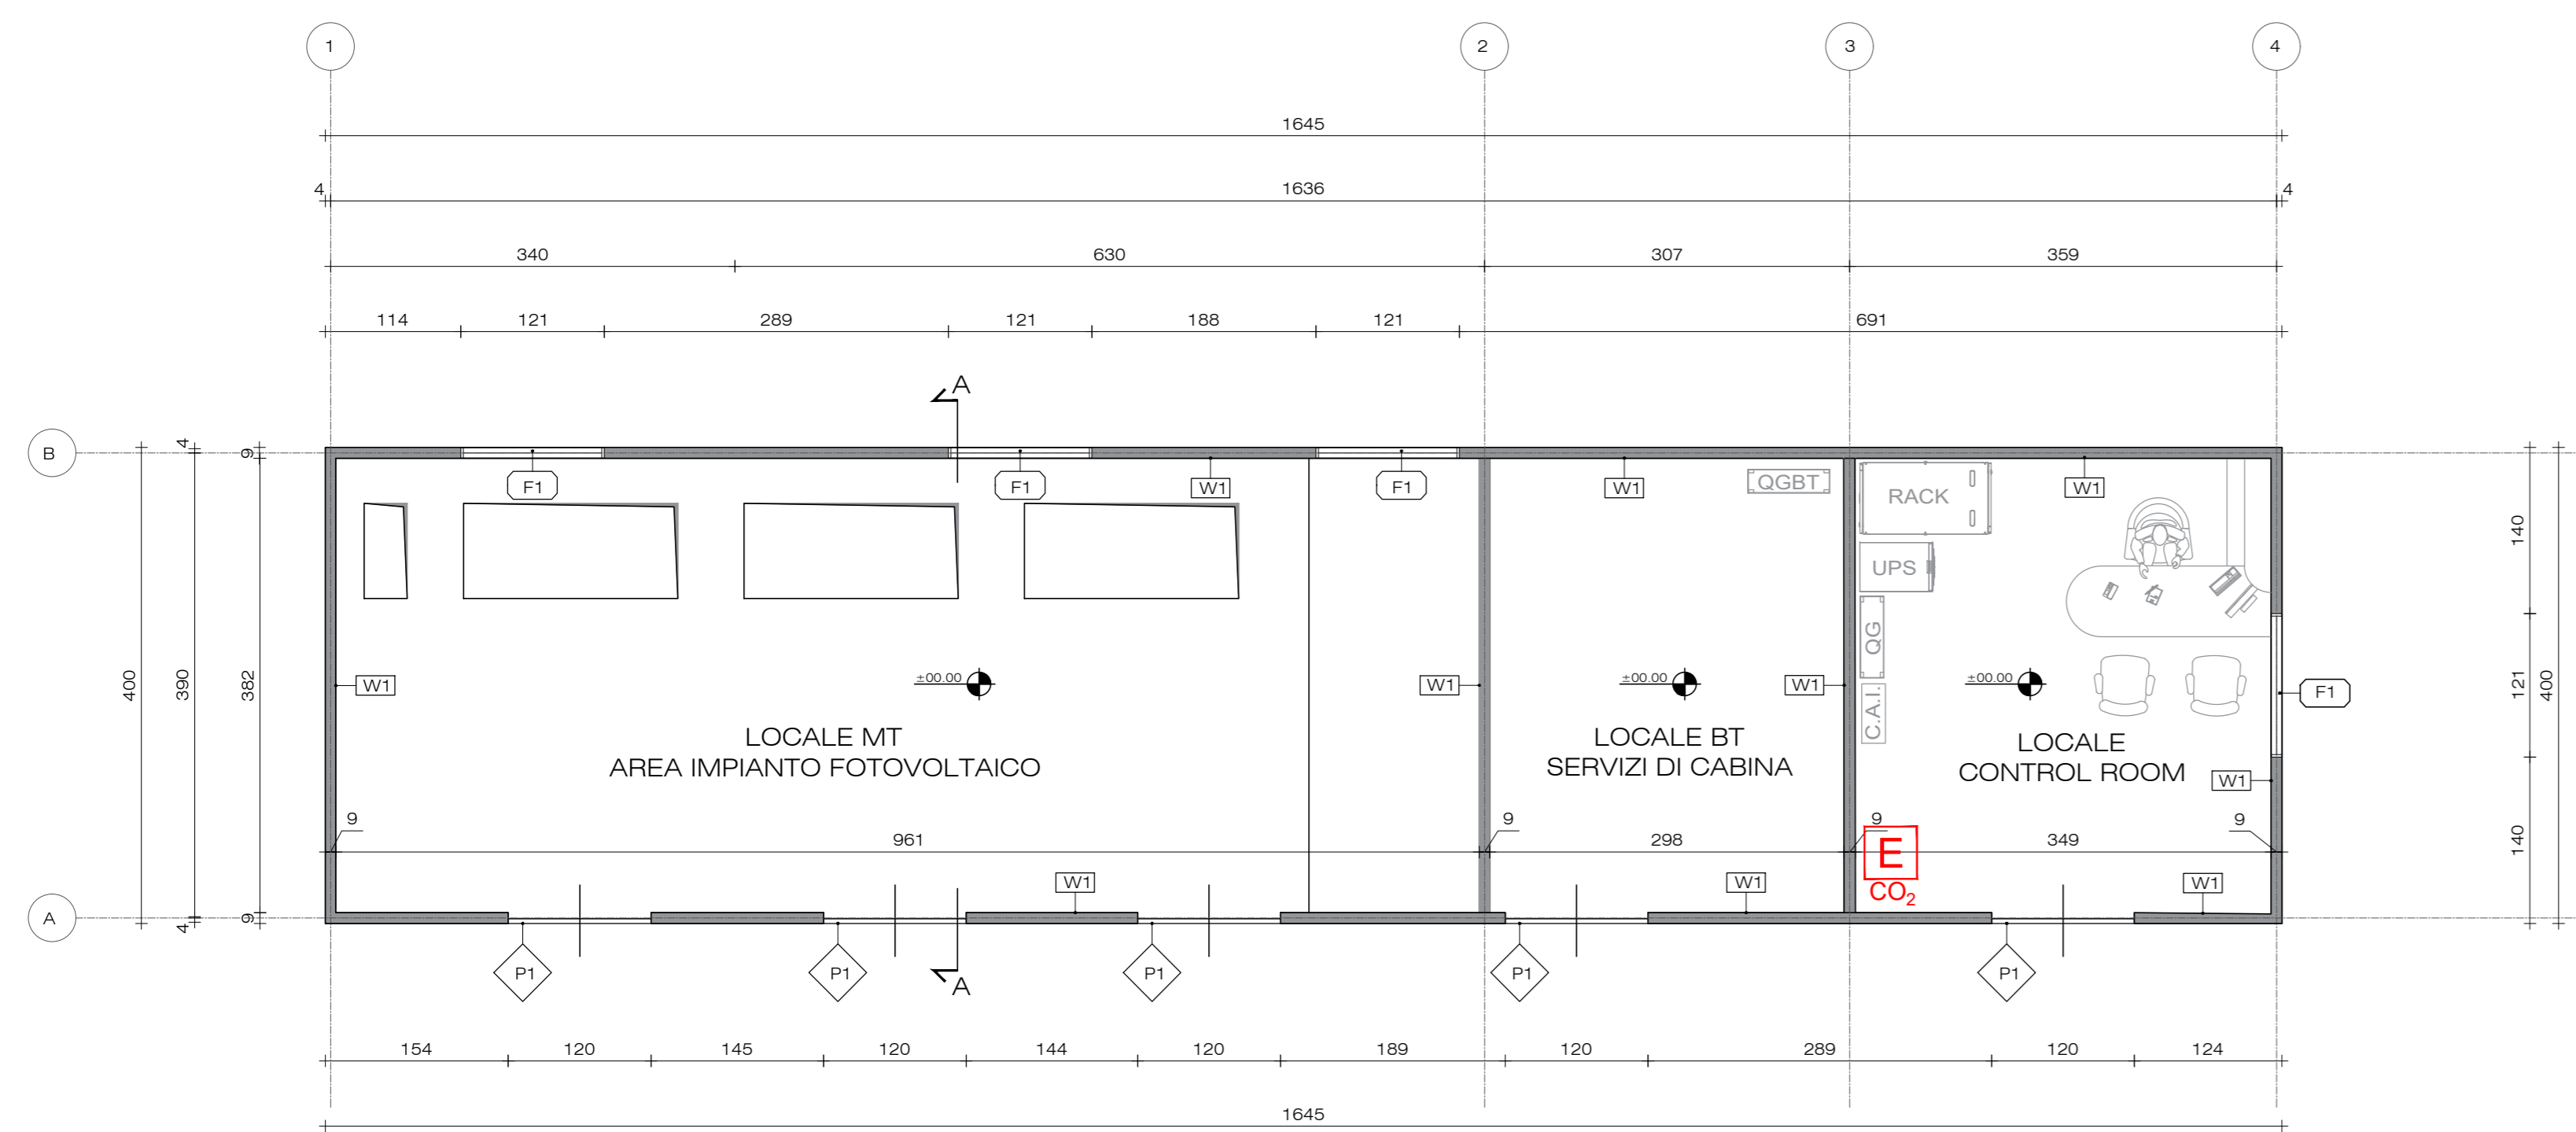 1 2 3 4
1645
4 1636 4
340 630 307 359
114 121 289 121 188 121 691
A
B
4
9
F1 F1 W1 F1 W1 QGBT RACK W1
140
UPS
QG
400 390 382
W1 ±00.00 W1 ±00.00 W1 ±00.00 F1
121 400
C.A.I.
LOCALE MT
AREA IMPIANTO FOTOVOLTAICO
LOCALE BT
SERVIZI DI CABINA
LOCALE
CONTROL ROOM
W1
9 9 9 9
961 298 349
140
E
CO2
W1 W1 W1
A
9
4
P1 P1 P1 P1 P1
A
154 120 145 120 144 120 189 120 289 120 124
1645